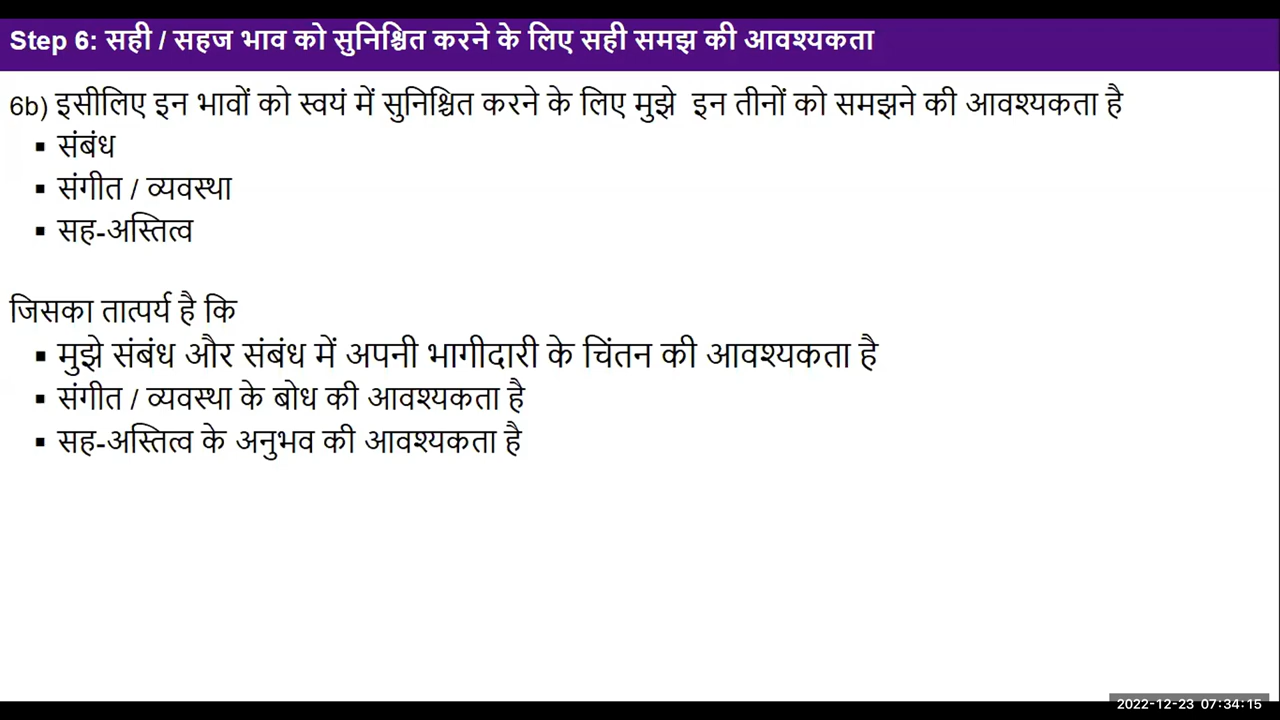 Step 6: सही / सहज भाव को सुनिश्चित करने के लिए सही समझ की आवश्यकता
6b) इसीलिए इन भावों को स्वयं में सुनिश्चित करने के लिए मुझे इन तीनों को समझने की आवश्यकता है
▪ संबंध
▪ संगीत / व्यवस्था
▪ सह-अस्तित्व
जिसका तात्पर्य है कि
▪ मुझे संबंध और संबंध में अपनी भागीदारी के चिंतन की आवश्यकता है
▪ संगीत / व्यवस्था के बोध की आवश्यकता है
▪ सह-अस्तित्व के अनुभव की आवश्यकता है
2022-12-23 07:34:15